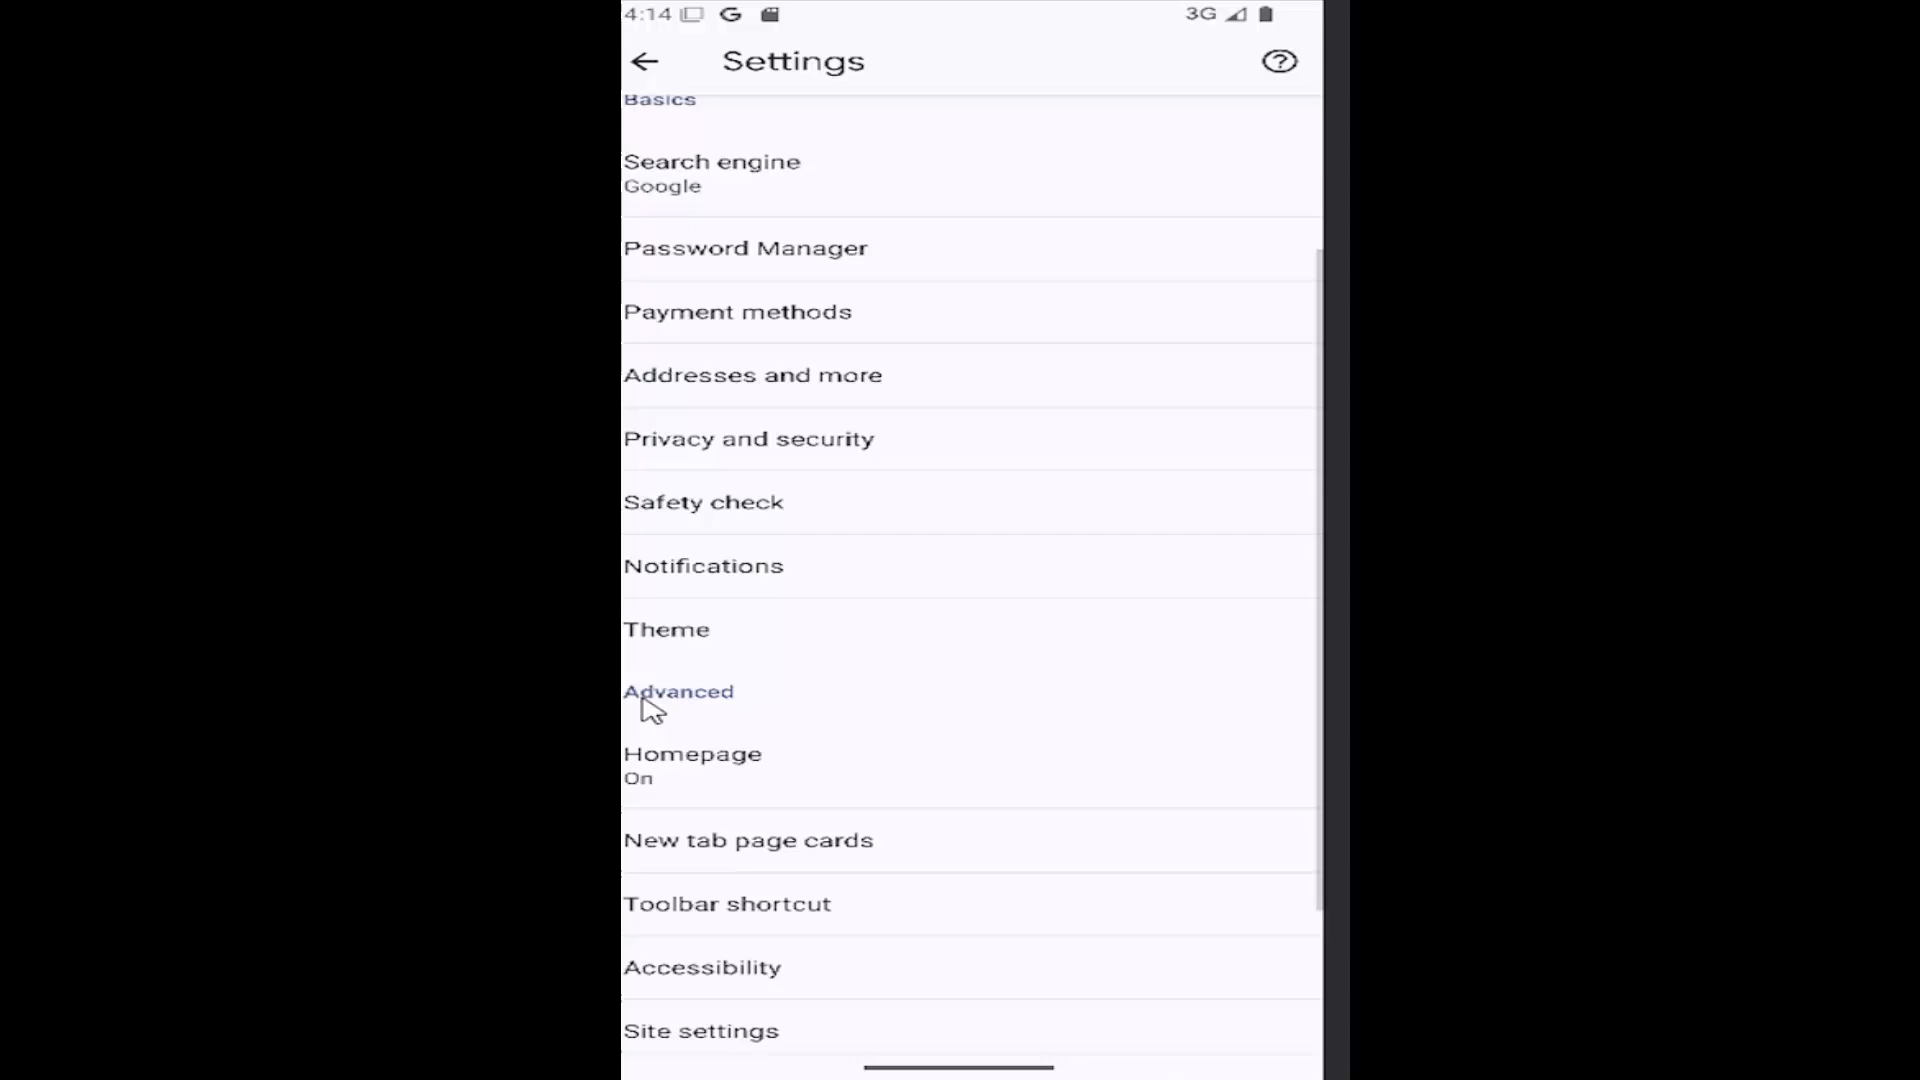 4:14 G 3G
Settings
Basics
Search engine
Google
Password Manager
Payment methods
Addresses and more
Privacy and security
Safety check
Notifications
Theme
Advanced
Homepage
On
New tab page cards
Toolbar shortcut
Accessibility
Site settings